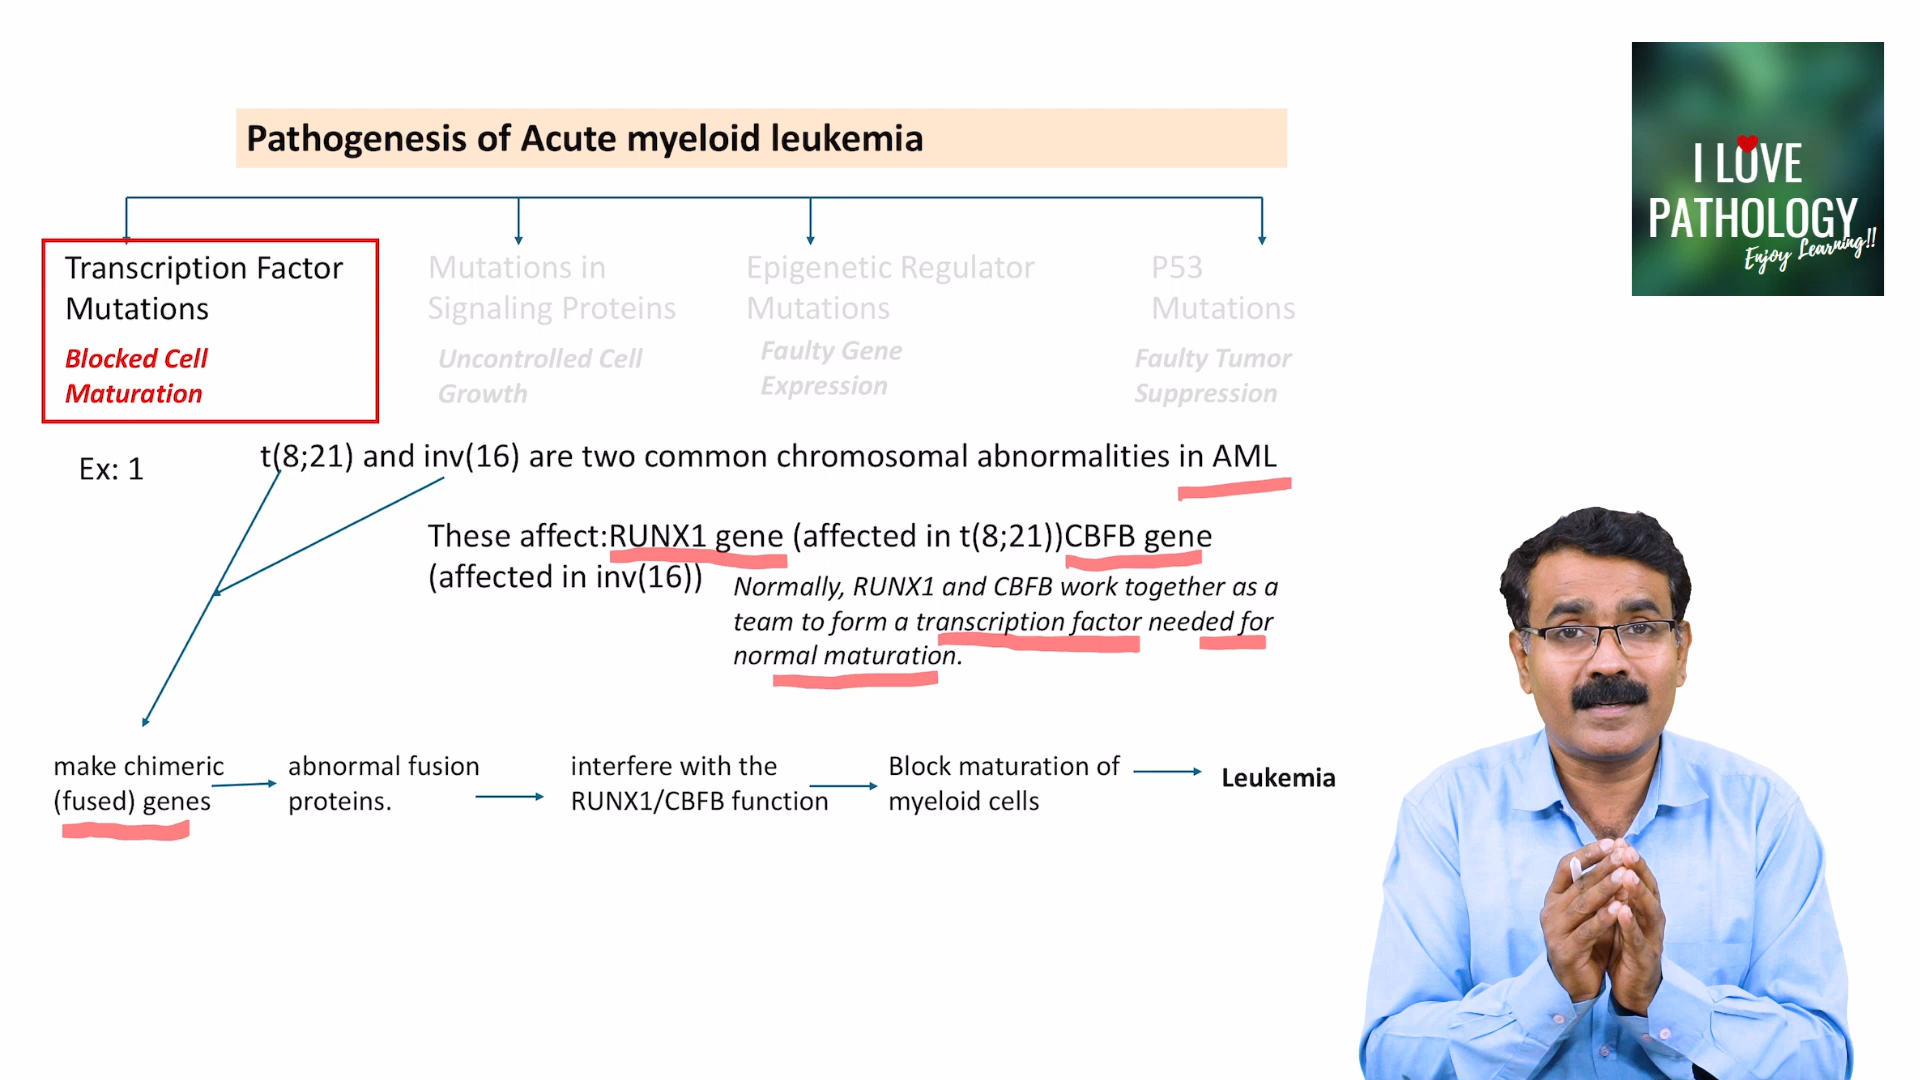 Pathogenesis of Acute myeloid leukemia
I LOVE
PATHOLOGY
Enjoy Learning!!
Transcription Factor
Mutations
Blocked Cell
Maturation
Mutations in
Signaling Proteins
Uncontrolled Cell
Growth
Epigenetic Regulator
Mutations
Faulty Gene
Expression
P53
Mutations
Faulty Tumor
Suppression
Ex: 1
t(8;21) and inv(16) are two common chromosomal abnormalities in AML
These affect:RUNX1 gene (affected in t(8;21))CBFB gene
(affected in inv(16))
Normally, RUNX1 and CBFB work together as a
team to form a transcription factor needed for
normal maturation.
make chimeric
(fused) genes
abnormal fusion
proteins.
interfere with the
RUNX1/CBFB function
Block maturation of
myeloid cells
Leukemia